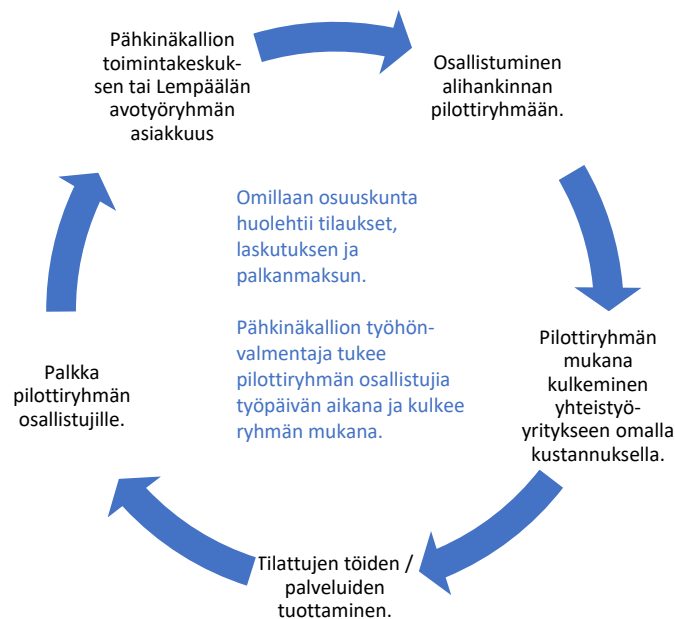 Pähkinäkallion
toimintakeskuk-
sen tai Lempäälän
avotyöryhmän
asiakkuus
Osallistuminen
alihankinnan
pilottiryhmään.
Pilottiryhmän
mukana
kulkeminen
yhteistyö-
yritykseen omalla
kustannuksella.
Tilattujen töiden /
palveluiden
tuottaminen.
Palkka
pilottiryhmän
osallistujille.
Omillaan osuuskunta
huolehtii tilaukset,
laskutuksen ja
palkanmaksun.
Pähkinäkallion työhön-
valmentaja tukee
pilottiryhmän osallistujia
työpäivän aikana ja kulkee
ryhmän mukana.